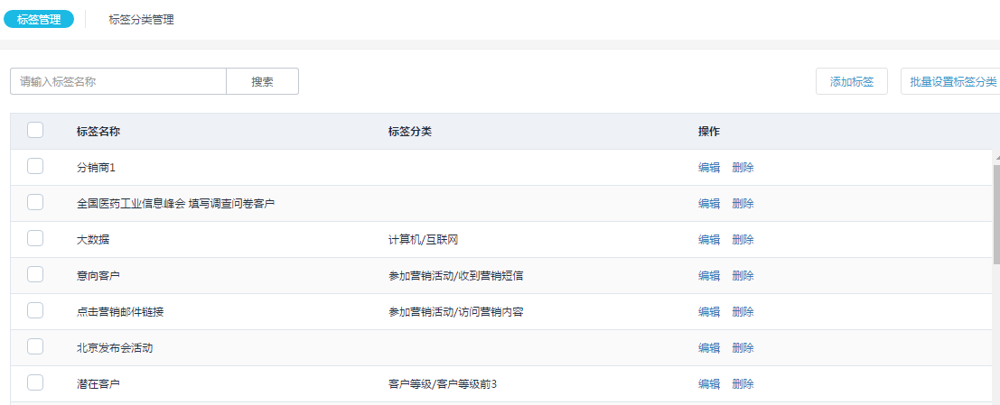 标签管理 标签分类管理
请输入标签名称 搜索 添加标签 批量设置标签分类
标签名称 标签分类 操作
分销商1 编辑 删除
全国医药工业信息峰会 填写调查问卷客户 编辑 删除
大数据 计算机/互联网 编辑 删除
意向客户 参加营销活动/收到营销短信 编辑 删除
点击营销邮件链接 参加营销活动/访问营销内容 编辑 删除
北京发布会活动 编辑 删除
潜在客户 客户等级/客户等级前3 编辑 删除